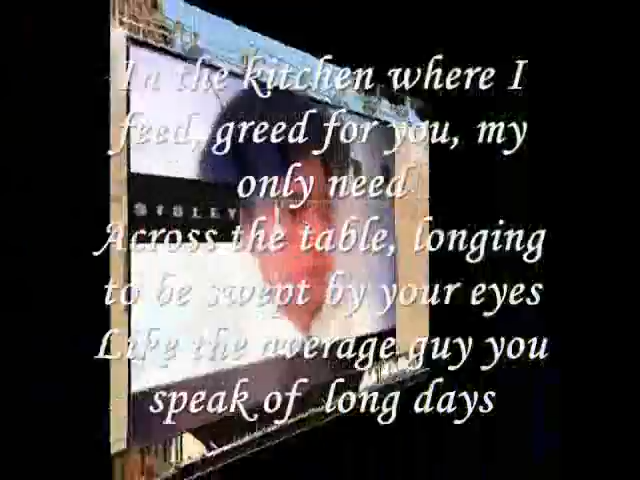 In the kitchen where I
feed, greed for you, my
only need
SISLEY
Across the table, longing
to be swept by your eyes
Like the average guy you
speak of long days